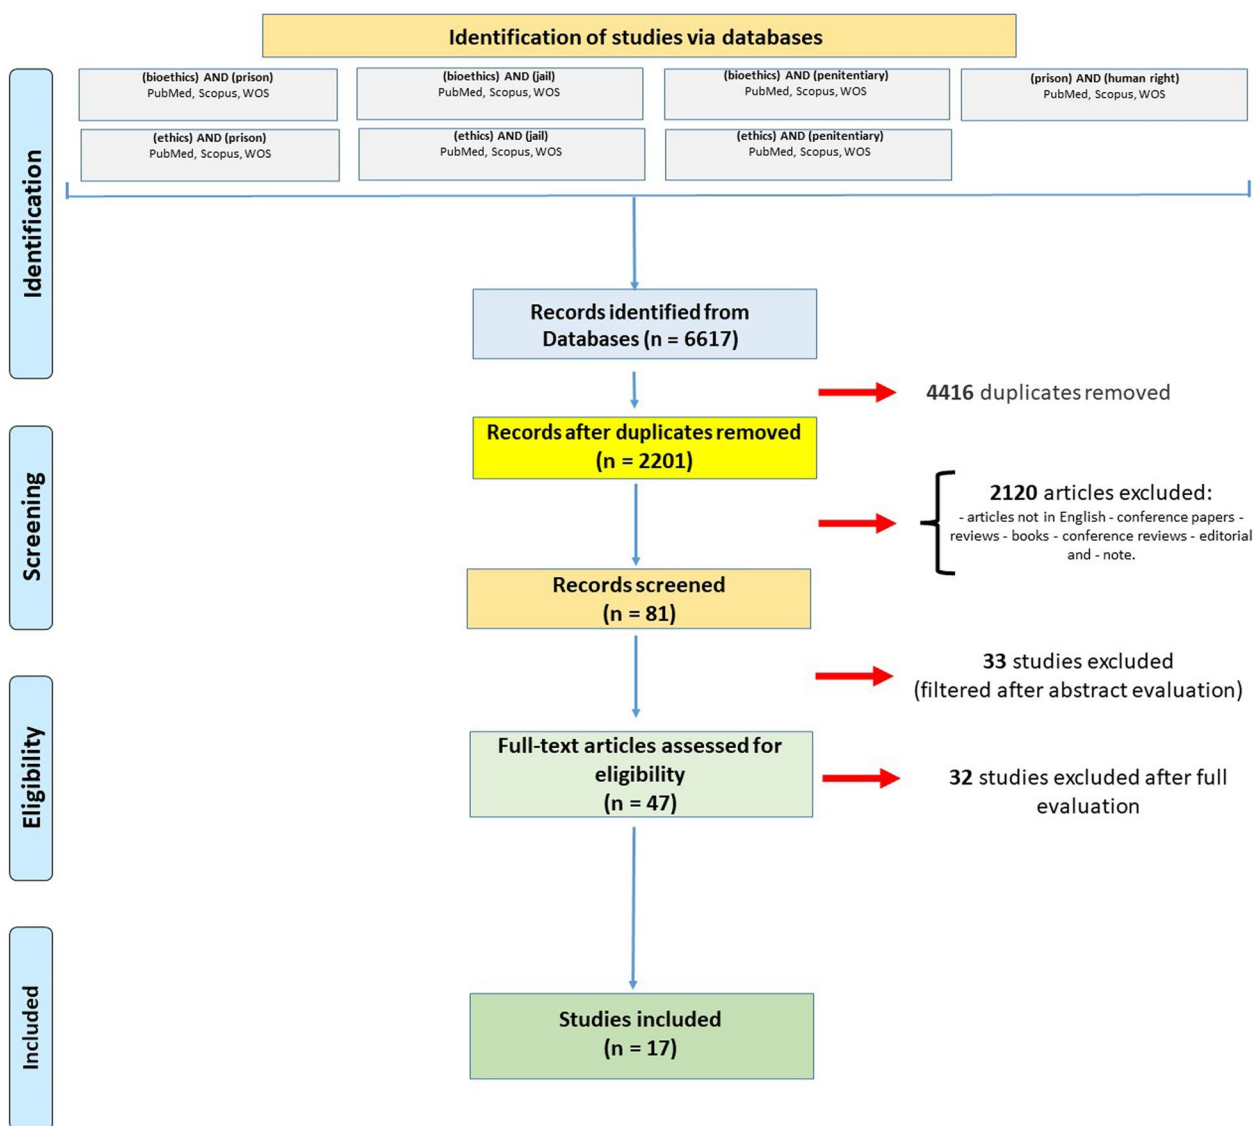 Identification of studies via databases
Identification
(bioethics) AND (prison)
PubMed, Scopus, WOS
(bioethics) AND (jail)
PubMed, Scopus, WOS
(bioethics) AND (penitentiary)
PubMed, Scopus, WOS
(prison) AND (human right)
PubMed, Scopus, WOS
(ethics) AND (prison)
PubMed, Scopus, WOS
(ethics) AND (jail)
PubMed, Scopus, WOS
(ethics) AND (penitentiary)
PubMed, Scopus, WOS
Records identified from
Databases (n = 6617)
4416 duplicates removed
Screening
Records after duplicates removed
(n = 2201)
2120 articles excluded:
- articles not in English - conference papers -
reviews - books - conference reviews - editorial
and - note.
Records screened
(n = 81)
33 studies excluded
(filtered after abstract evaluation)
Eligibility
Full-text articles assessed for
eligibility
(n = 47)
32 studies excluded after full
evaluation
Included
Studies included
(n = 17)